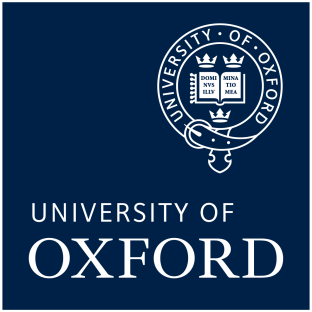 UNIVERSITY · OF · OXFORD
DOMI MINA
NVS TIO
ILLV MEA
UNIVERSITY OF
OXFORD